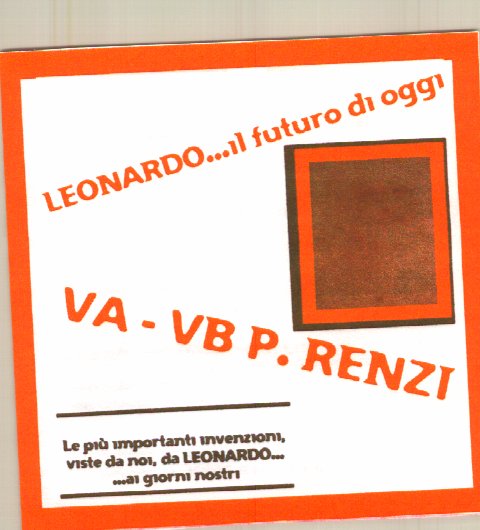 LEONARDO...il futuro di oggi
VA - VB P. RENZI
Le più importanti invenzioni,
viste da noi, da LEONARDO...
...ai giorni nostri